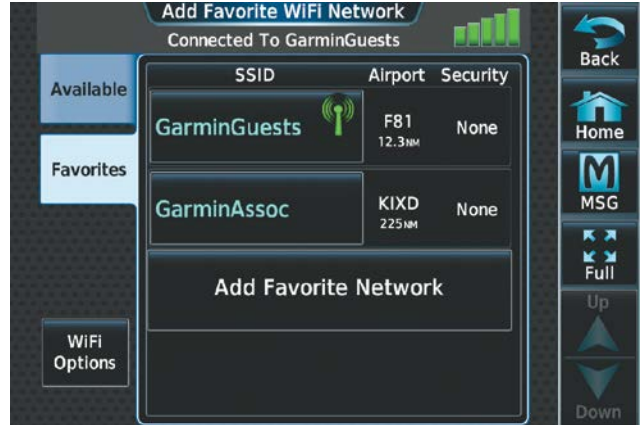 Add Favorite WiFi Network
Connected To GarminGuests
Back
Available
Favorites
SSID Airport Security
GarminGuests F81 None
12.3NM
GarminAssoc KIXD None
225NM
Add Favorite Network
WiFi
Options
Home
MSG
Full
Up
Down